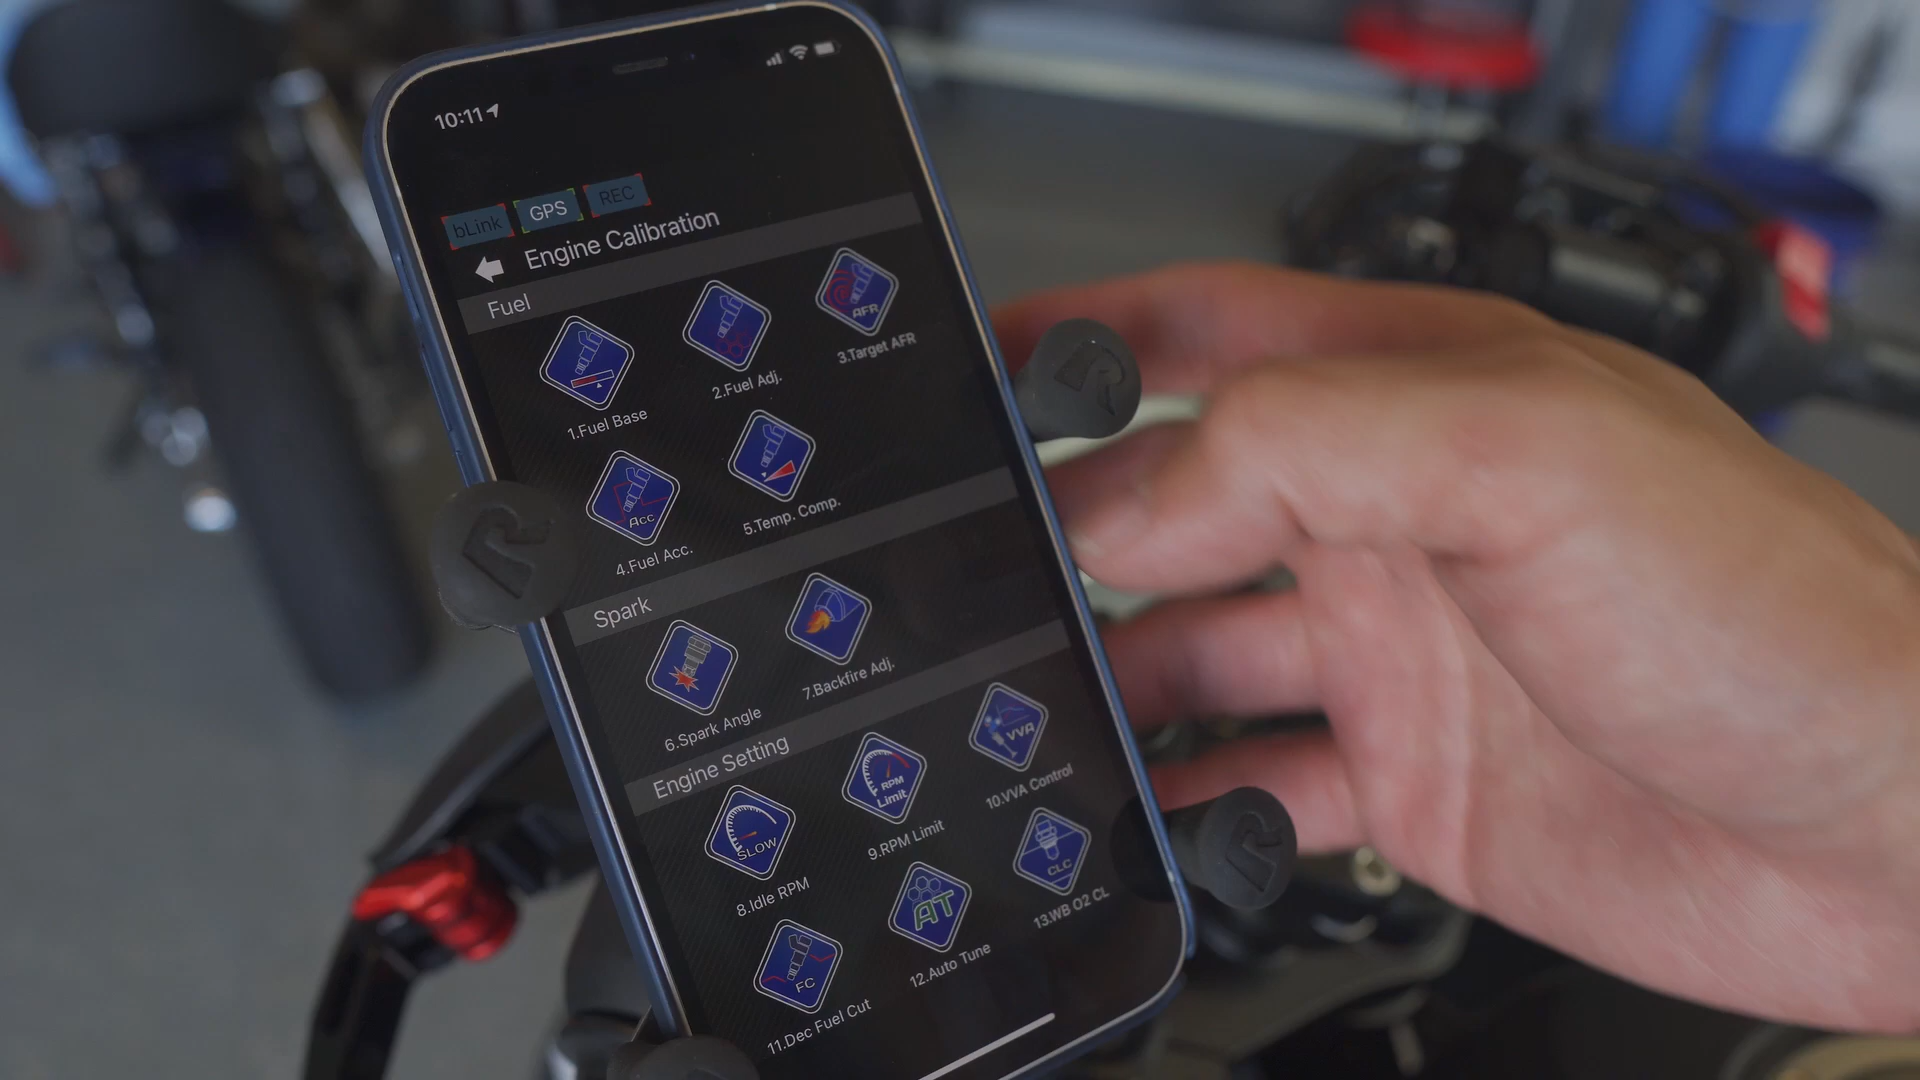 10:11
bLink GPS REC
Engine Calibration
Fuel
AFR
1.Fuel Base 2.Fuel Adj. 3.Target AFR
Acc
4.Fuel Acc. 5.Temp. Comp.
Spark
6.Spark Angle 7.Backfire Adj.
Engine Setting
SLOW RPM Limit VVA
8.Idle RPM 9.RPM Limit 10.VVA Control
FC AT CLC
11.Dec Fuel Cut 12.Auto Tune 13.WB O2 CL
R
R
R